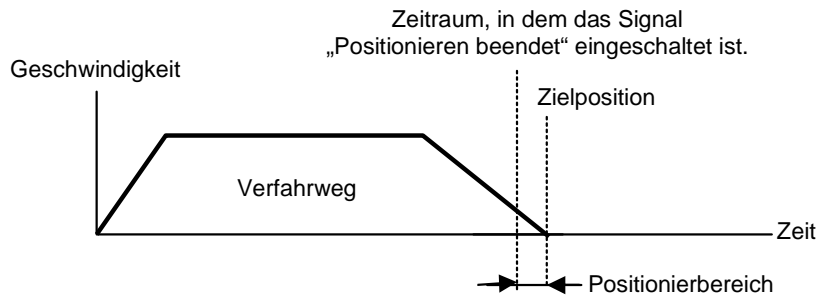 Zeitraum, in dem das Signal
„Positionieren beendet“ eingeschaltet ist.
Geschwindigkeit
Zielposition
Verfahrweg
Zeit
Positionierbereich